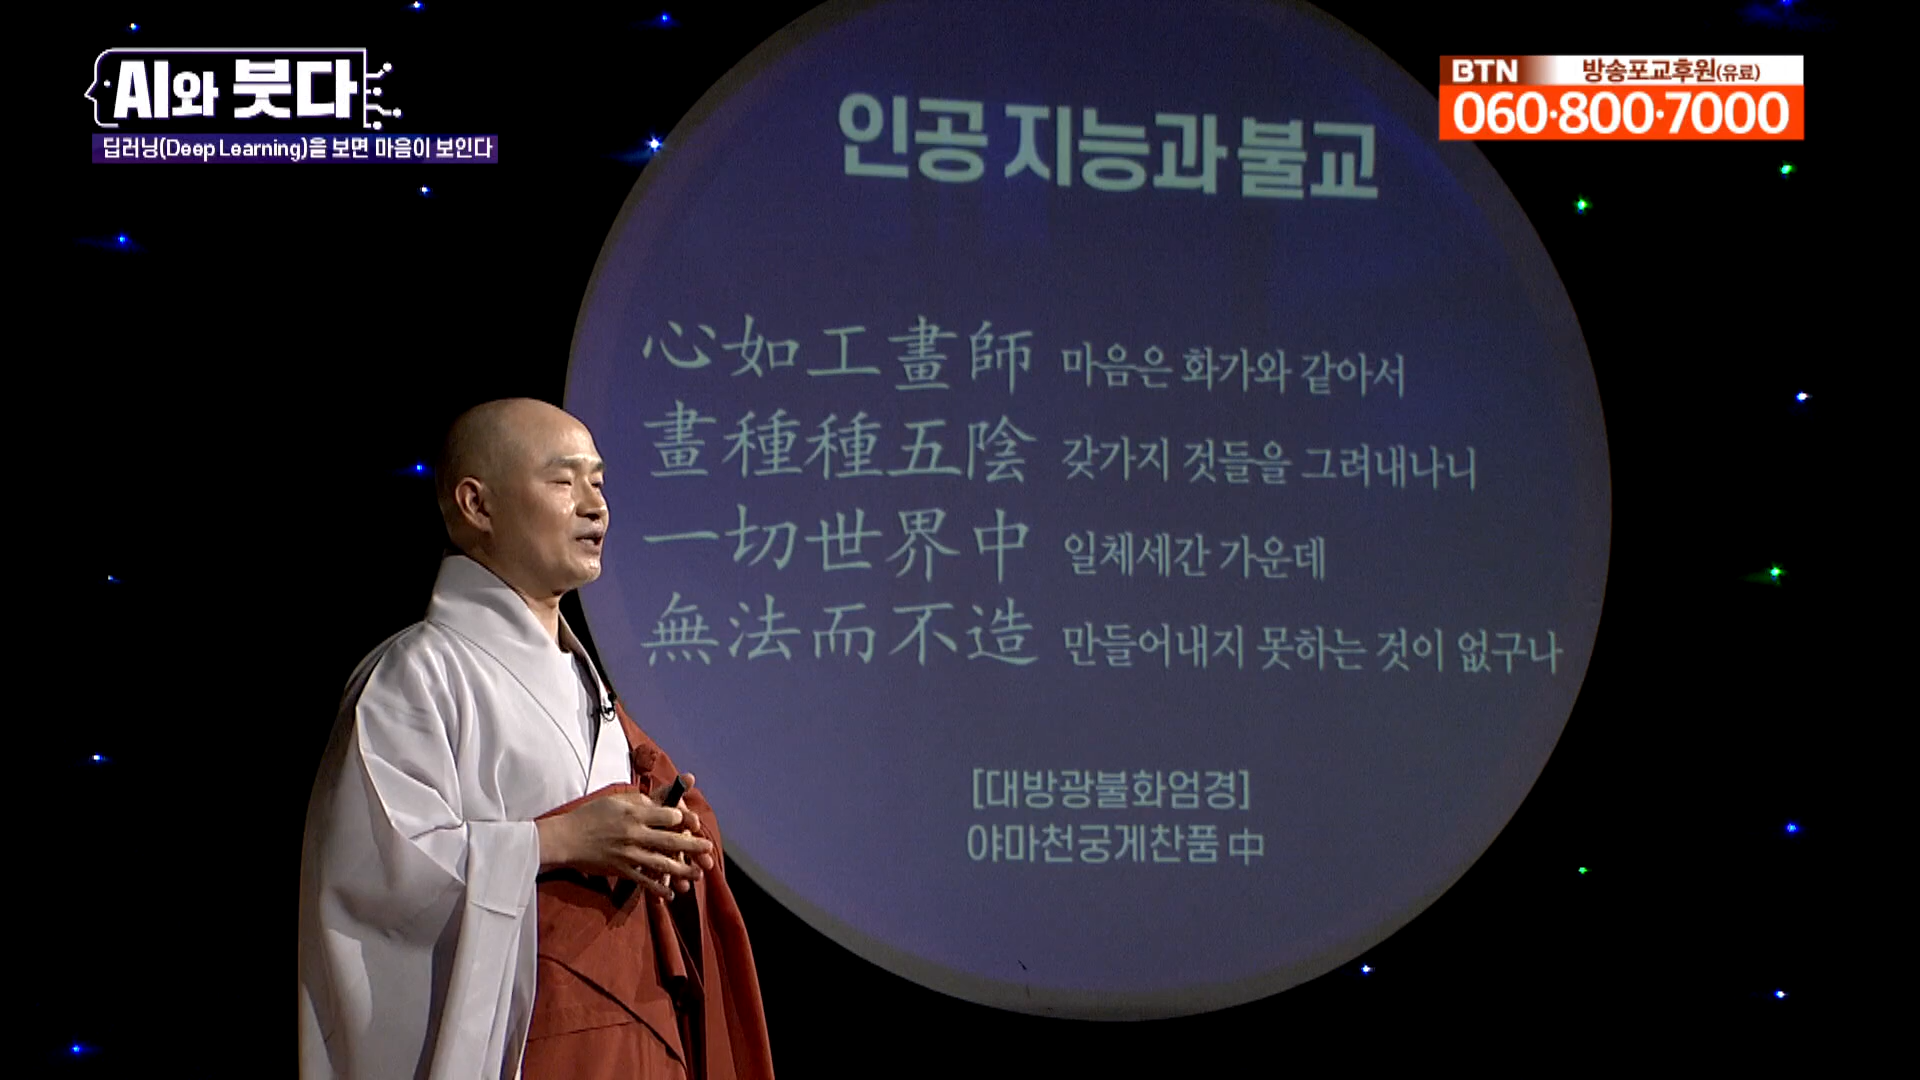 AI와 붓다
딥러닝(Deep Learning)을 보면 마음이 보인다
BTN 방송포교후원(유료)
060·800·7000
인공 지능과 불교
心如工畫師 마음은 화가와 같아서
畫種種五陰 갖가지 것들을 그려내나니
一切世界中 일체세간 가운데
無法而不造 만들어내지 못하는 것이 없구나
[대방광불화엄경]
야마천궁게찬품 中